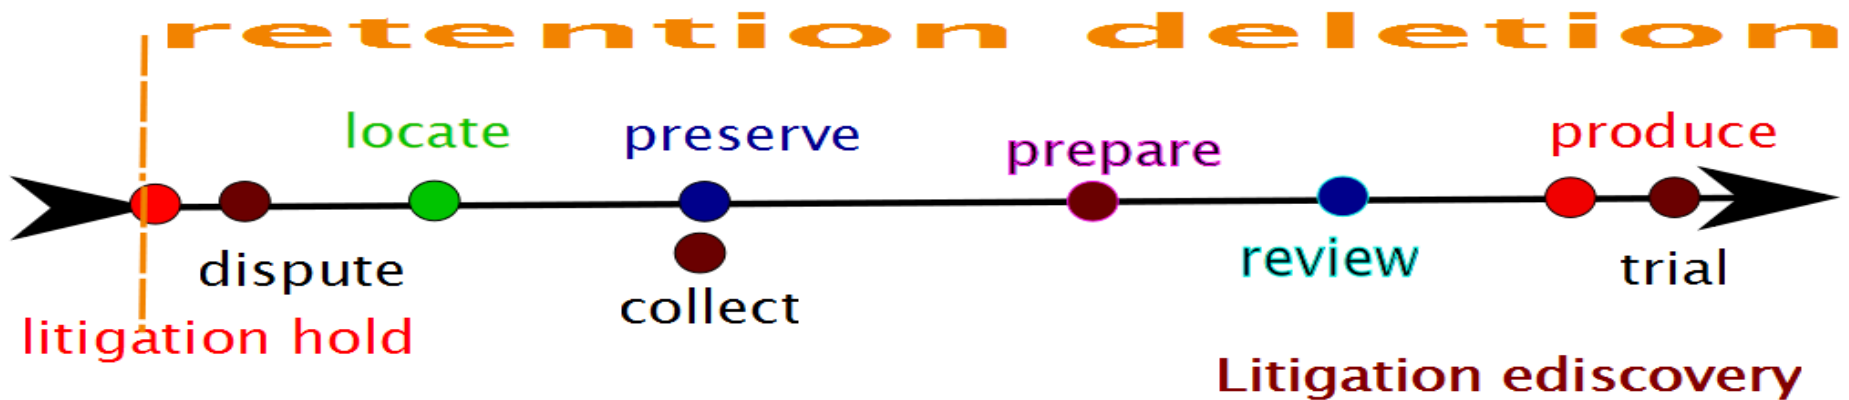 retention deletion
locate
preserve
prepare
produce
dispute
collect
review
trial
litigation hold
Litigation ediscovery